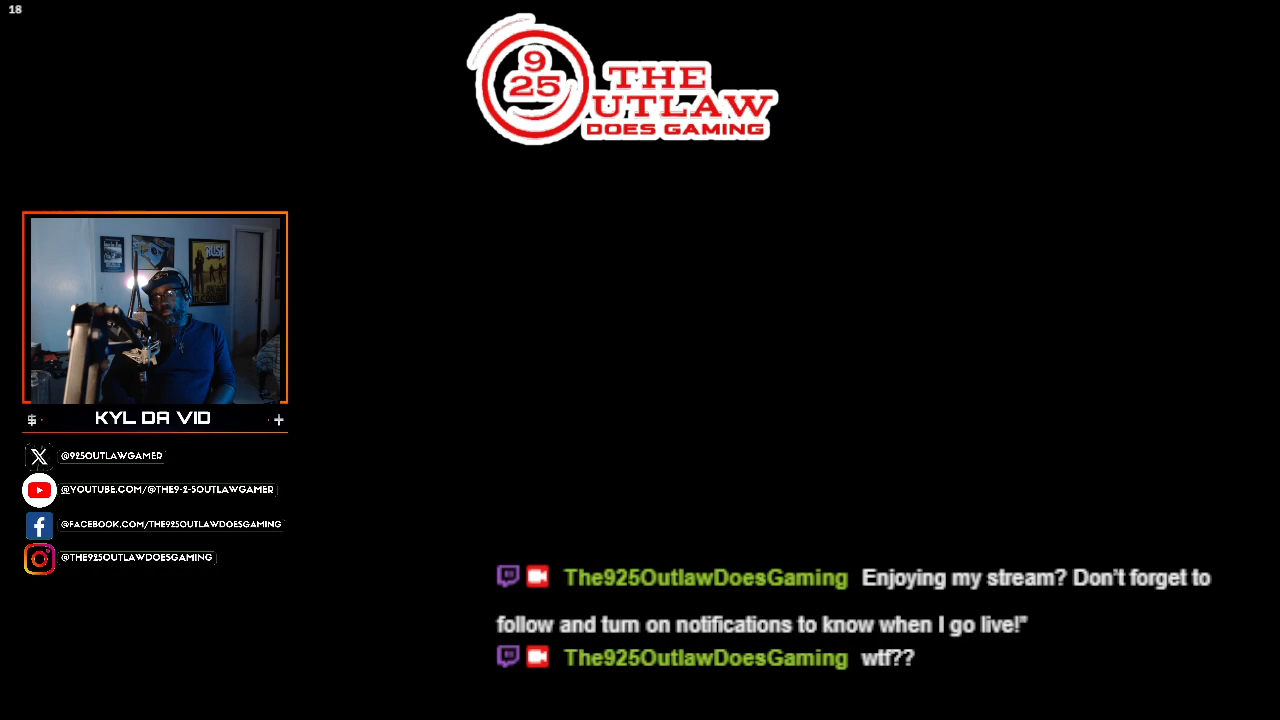 18
9
25
THE
OUTLAW
DOES GAMING
RUSH
KYL DA VID
@925OUTLAWGAMER
@YOUTUBE.COM/@THE9-2-5OUTLAWGAMER
@FACEBOOK.COM/THE925OUTLAWDOESGAMING
@THE925OUTLAWDOESGAMING
The925OutlawDoesGaming Enjoying my stream? Don't forget to
follow and turn on notifications to know when I go live!"
The925OutlawDoesGaming wtf??